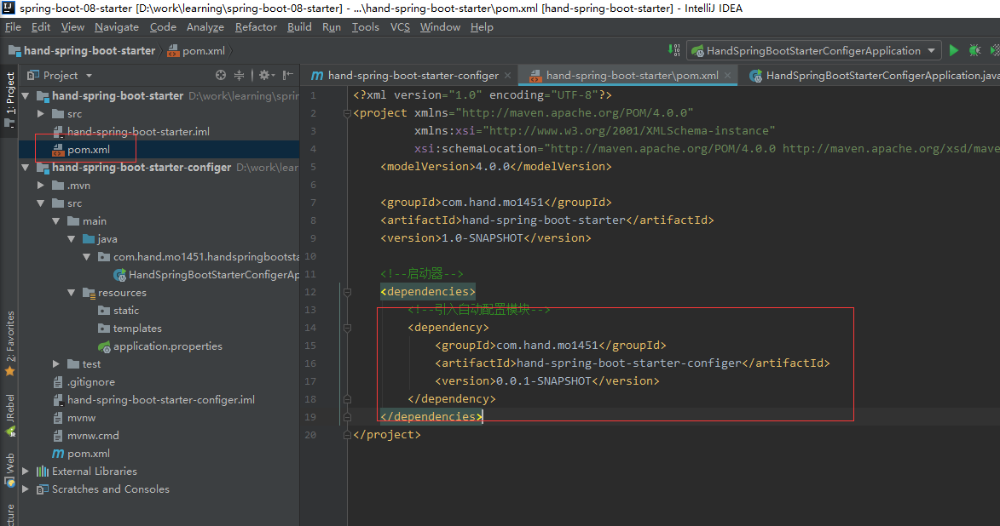 spring-boot-08-starter [D:\work\learning\spring-boot-08-starter] - ...\hand-spring-boot-starter\pom.xml [hand-spring-boot-starter] - IntelliJ IDEA
File Edit View Navigate Code Analyze Refactor Build Run Tools VCS Window Help
hand-spring-boot-starter pom.xml HandSpringBootStarterConfigerApplication
Project
hand-spring-boot-starter-configer hand-spring-boot-starter\pom.xml HandSpringBootStarterConfigerApplication.java
1: Project
2: Favorites
JRebel
Web
hand-spring-boot-starter D:\work\learning\sprin
src
hand-spring-boot-starter.iml
pom.xml
hand-spring-boot-starter-configer D:\work\lear
.mvn
src
main
java
com.hand.mo1451.handspringbootsta
HandSpringBootStarterConfigerAp
resources
static
templates
application.properties
test
.gitignore
hand-spring-boot-starter-configer.iml
mvnw
mvnw.cmd
pom.xml
External Libraries
Scratches and Consoles
1 <?xml version="1.0" encoding="UTF-8"?>
2 <project xmlns="http://maven.apache.org/POM/4.0.0"
3 xmlns:xsi="http://www.w3.org/2001/XMLSchema-instance"
4 xsi:schemaLocation="http://maven.apache.org/POM/4.0.0 http://maven.apache.org/xsd/mave
5 <modelVersion>4.0.0</modelVersion>
6
7 <groupId>com.hand.mo1451</groupId>
8 <artifactId>hand-spring-boot-starter</artifactId>
9 <version>1.0-SNAPSHOT</version>
10
11 <!--启动器-->
12 <dependencies>
13 <!--引入自动配置模块-->
14 <dependency>
15 <groupId>com.hand.mo1451</groupId>
16 <artifactId>hand-spring-boot-starter-configer</artifactId>
17 <version>0.0.1-SNAPSHOT</version>
18 </dependency>
19 </dependencies>
20 </project>